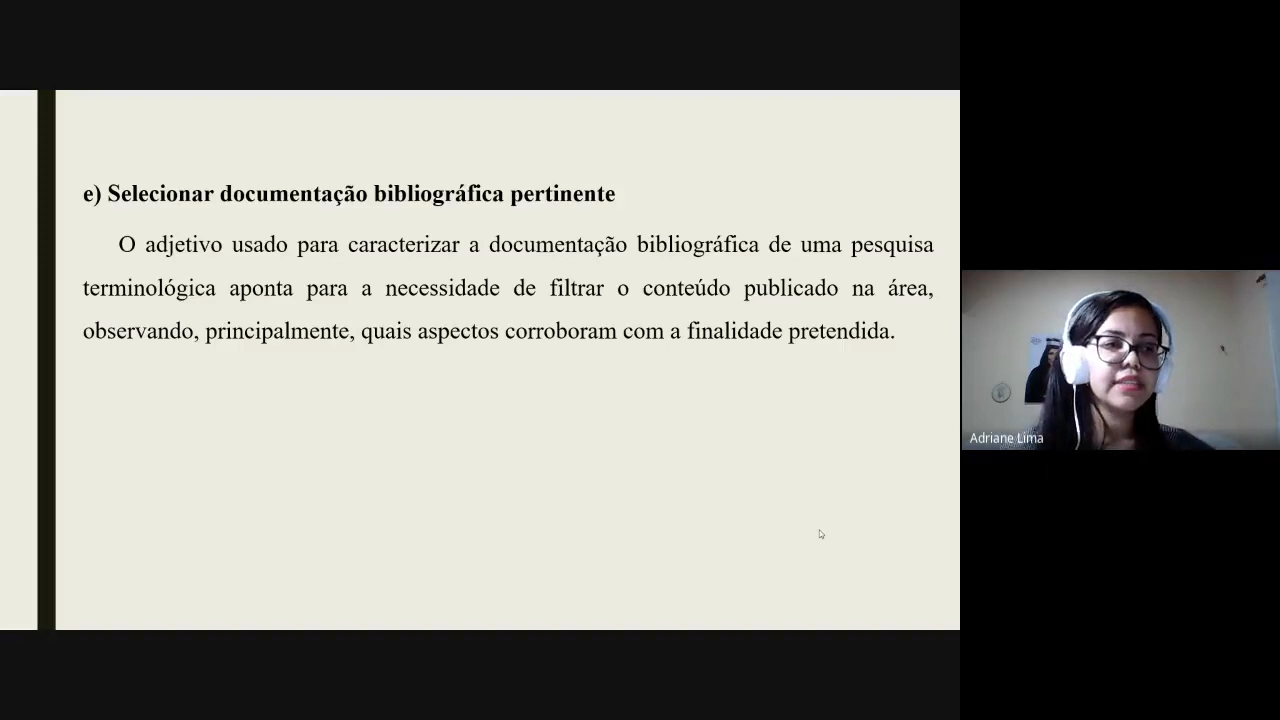 e) Selecionar documentação bibliográfica pertinente
O adjetivo usado para caracterizar a documentação bibliográfica de uma pesquisa
terminológica aponta para a necessidade de filtrar o conteúdo publicado na área,
observando, principalmente, quais aspectos corroboram com a finalidade pretendida.
Adriane Lima